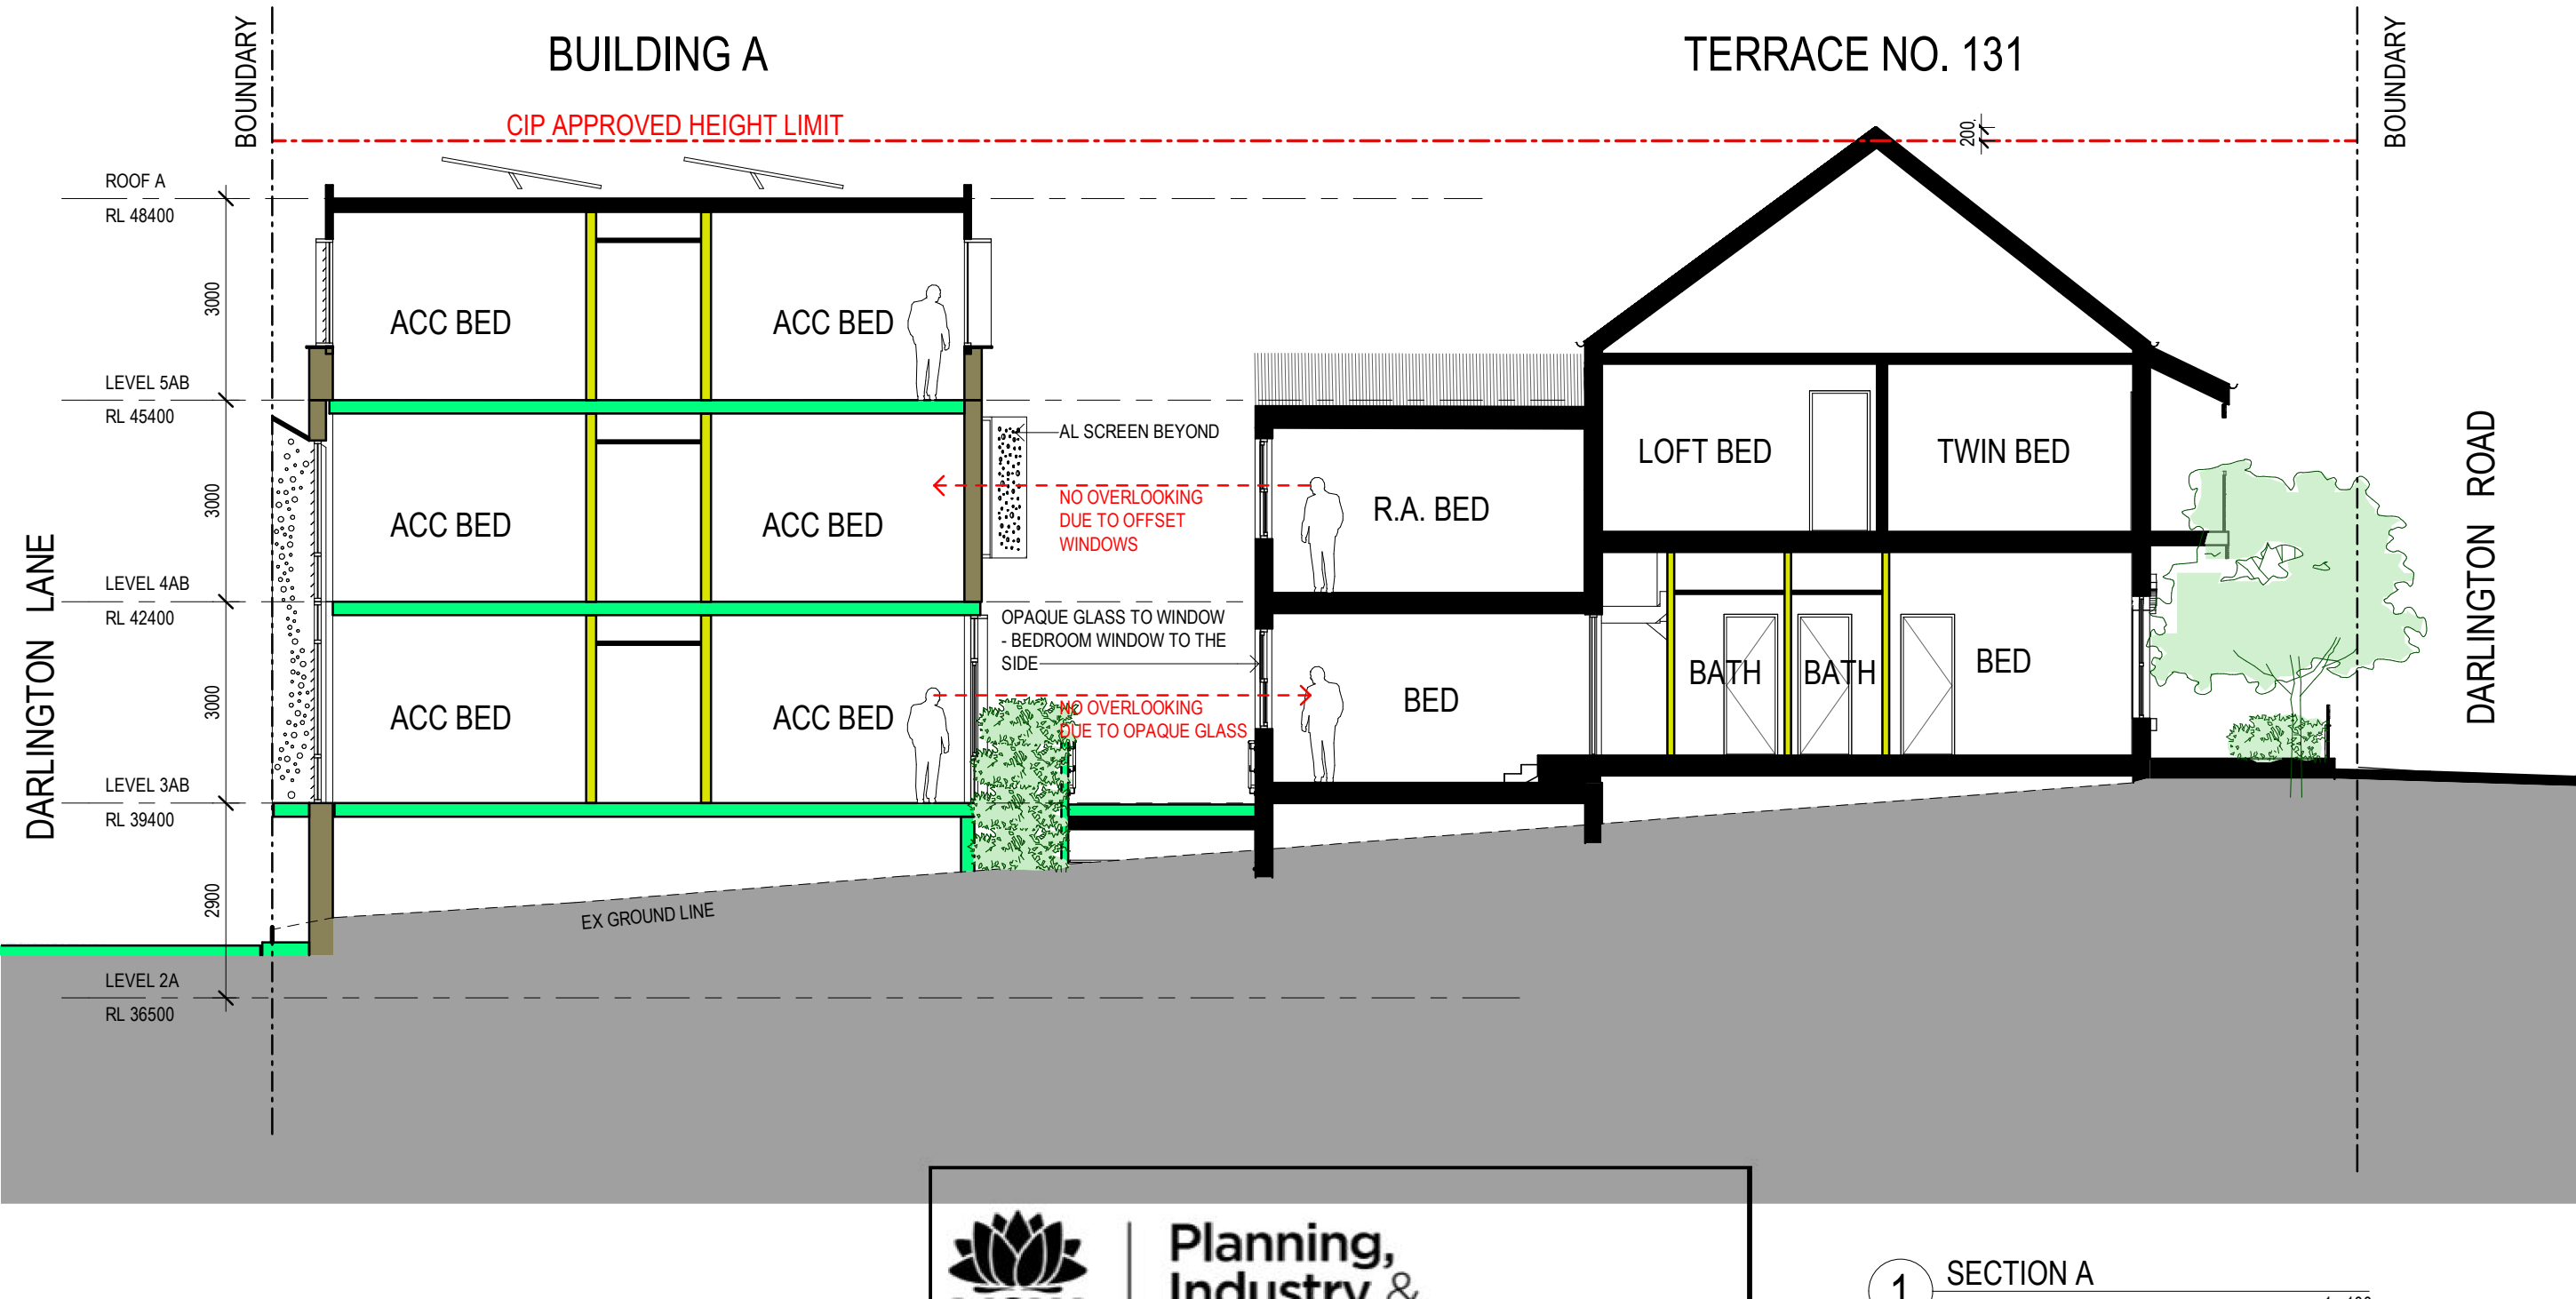 BUILDING A
TERRACE NO. 131
BOUNDARY
BOUNDARY
CIP APPROVED HEIGHT LIMIT
200
ROOF A
RL 48400
3000
ACC BED
ACC BED
LEVEL 5AB
RL 45400
3000
ACC BED
ACC BED
AL SCREEN BEYOND
NO OVERLOOKING
DUE TO OFFSET
WINDOWS
R.A. BED
LOFT BED
TWIN BED
DARLINGTON LANE
DARLINGTON ROAD
LEVEL 4AB
RL 42400
3000
ACC BED
ACC BED
OPAQUE GLASS TO WINDOW
- BEDROOM WINDOW TO THE
SIDE
NO OVERLOOKING
DUE TO OPAQUE GLASS
BED
BATH
BATH
BED
LEVEL 3AB
RL 39400
2900
EX GROUND LINE
LEVEL 2A
RL 36500
Planning,
Industry &
1
SECTION A